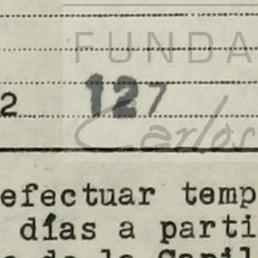 FUNDA
2 127
Carlos
efectuar temp
días a parti